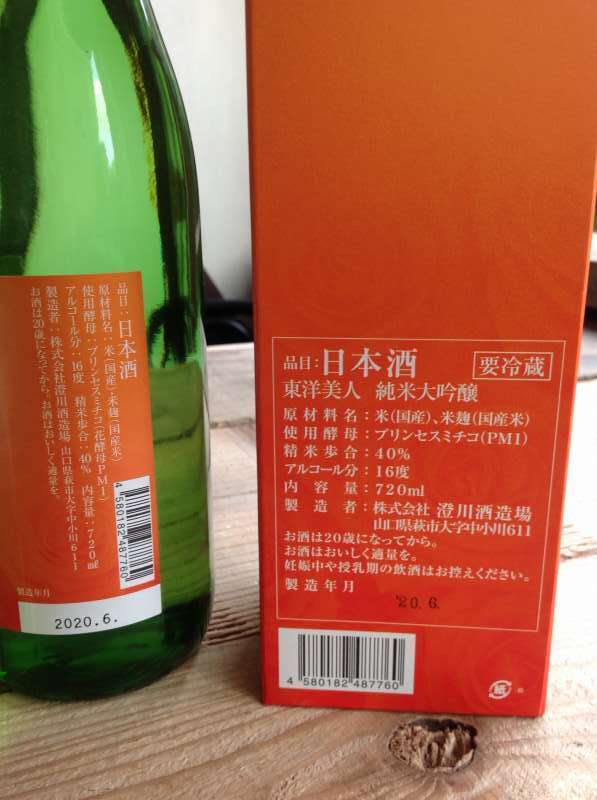 品目:日本酒
原材料名:米(国産)・米麹(国産米)
使用酵母:プリンセスミチコ(花酵母PM1)
アルコール分:16度 精米歩合:40% 内容量:720ml
製造者:株式会社澄川酒造場 山口県萩市大字中小川611
お酒は20歳になってから。お酒はおいしく適量を。
4580182487760
製造年月
2020.6.
品目:日本酒 要冷蔵
東洋美人 純米大吟醸
原材料名:米(国産)、米麹(国産米)
使用酵母:プリンセスミチコ(PM1)
精米歩合:40%
アルコール分:16度
内容量:720ml
製造者:株式会社 澄川酒造場
山口県萩市大字中小川611
お酒は20歳になってから。
お酒はおいしく適量を。
妊娠中や授乳期の飲酒はお控えください。
製造年月
'20.6.
4 580182 487760
紙